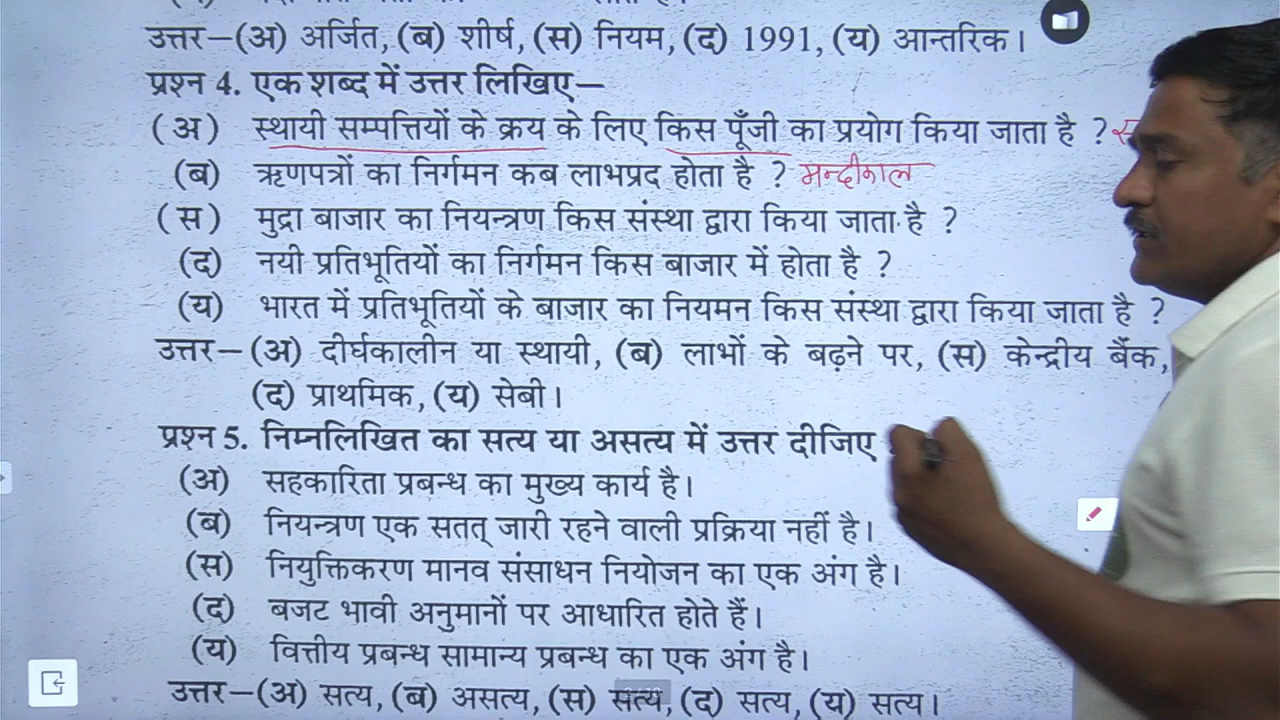 उत्तर–(अ) अर्जित, (ब) शीर्ष, (स) नियम, (द) 1991, (य) आन्तरिक।
प्रश्न 4. एक शब्द में उत्तर लिखिए–
(अ) स्थायी सम्पत्तियों के क्रय के लिए किस पूँजी का प्रयोग किया जाता है ?
(ब) ऋणपत्रों का निर्गमन कब लाभप्रद होता है ? मन्दीकाल
(स) मुद्रा बाजार का नियन्त्रण किस संस्था द्वारा किया जाता है ?
(द) नयी प्रतिभूतियों का निर्गमन किस बाजार में होता है ?
(य) भारत में प्रतिभूतियों के बाजार का नियमन किस संस्था द्वारा किया जाता है ?
उत्तर–(अ) दीर्घकालीन या स्थायी, (ब) लाभों के बढ़ने पर, (स) केन्द्रीय बैंक,
(द) प्राथमिक, (य) सेबी।
प्रश्न 5. निम्नलिखित का सत्य या असत्य में उत्तर दीजिए
(अ) सहकारिता प्रबन्ध का मुख्य कार्य है।
(ब) नियन्त्रण एक सतत् जारी रहने वाली प्रक्रिया नहीं है।
(स) नियुक्तिकरण मानव संसाधन नियोजन का एक अंग है।
(द) बजट भावी अनुमानों पर आधारित होते हैं।
(य) वित्तीय प्रबन्ध सामान्य प्रबन्ध का एक अंग है।
उत्तर–(अ) सत्य, (ब) असत्य, (स) सत्य, (द) सत्य, (य) सत्य।